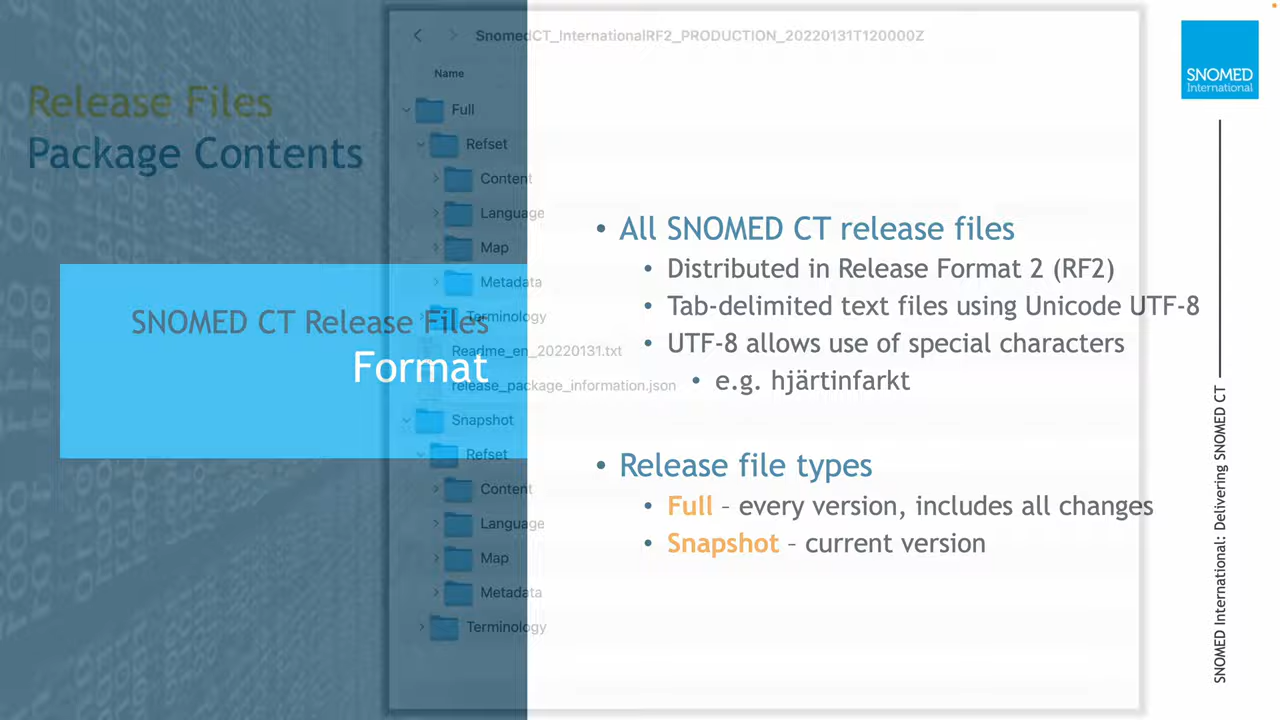 SnomedCT_InternationalRF2_PRODUCTION_20220131T120000Z
Name
Release Files
Package Contents
Full
Refset
Content
Language
Map
Metadata
Terminology
Readme_en_20220131.txt
release_package_information.json
Snapshot
Refset
Content
Language
Map
Metadata
Terminology
SNOMED CT Release Files
Format
• All SNOMED CT release files
• Distributed in Release Format 2 (RF2)
• Tab-delimited text files using Unicode UTF-8
• UTF-8 allows use of special characters
• e.g. hjärtinfarkt
• Release file types
• Full – every version, includes all changes
• Snapshot – current version
SNOMED
International
SNOMED International: Delivering SNOMED CT